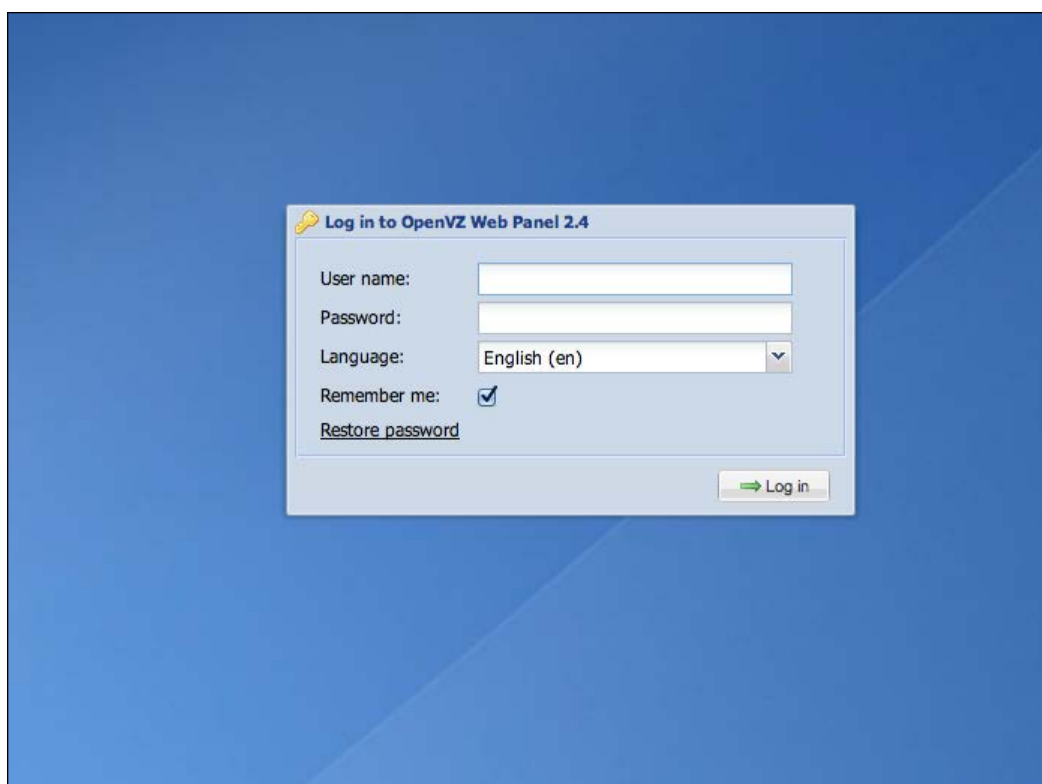 Log in to OpenVZ Web Panel 2.4
User name:
Password:
Language: English (en)
Remember me:
Restore password
Log in